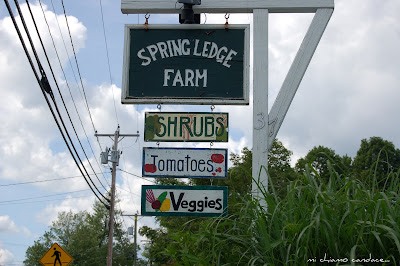 SPRING LEDGE
FARM
SHRUBS
Tomatoes
Veggies
mi chiamo candace...